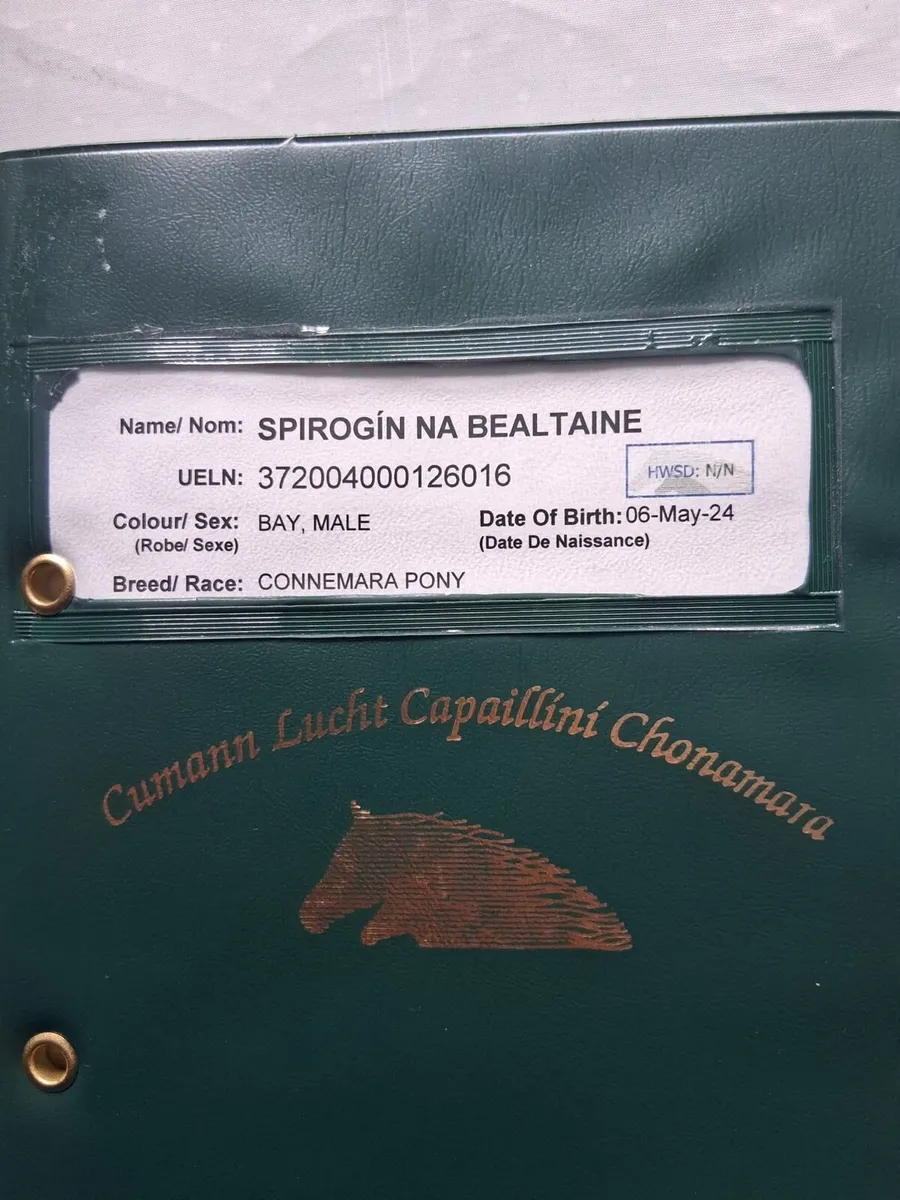 Name/ Nom: SPIROGÍN NA BEALTAINE
UELN: 372004000126016
HWSD: N/N
Colour/ Sex: BAY, MALE Date Of Birth: 06-May-24
(Robe/ Sexe) (Date De Naissance)
Breed/ Race: CONNEMARA PONY
Cumann Lucht Capaillíní Chonamara